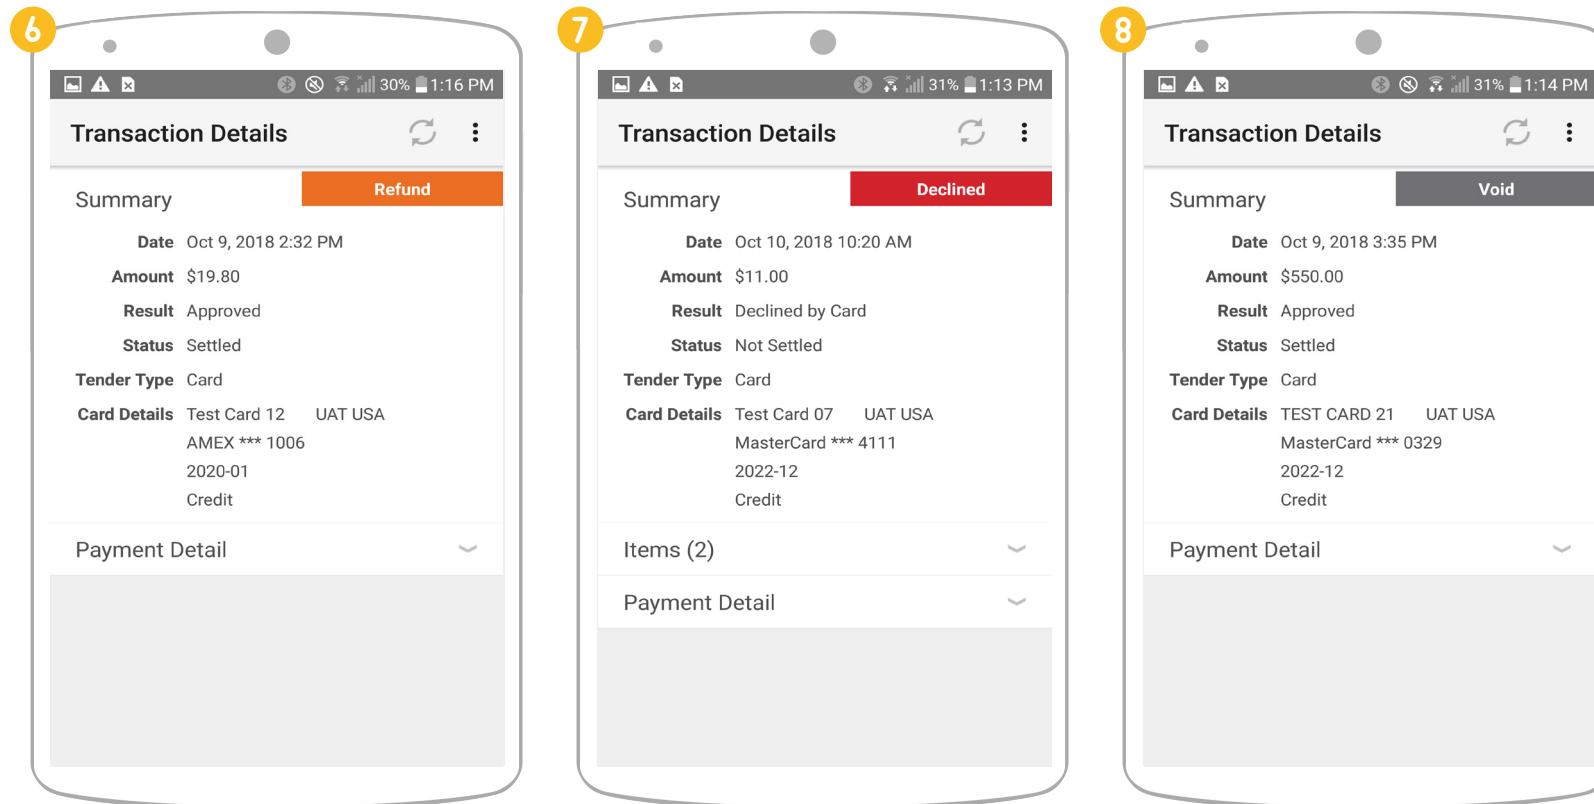 6
30% 1:16 PM
Transaction Details
Summary
Refund
Date Oct 9, 2018 2:32 PM
Amount $19.80
Result Approved
Status Settled
Tender Type Card
Card Details Test Card 12 UAT USA
AMEX *** 1006
2020-01
Credit
Payment Detail
7
31% 1:13 PM
Transaction Details
Summary
Declined
Date Oct 10, 2018 10:20 AM
Amount $11.00
Result Declined by Card
Status Not Settled
Tender Type Card
Card Details Test Card 07 UAT USA
MasterCard *** 4111
2022-12
Credit
Items (2)
Payment Detail
8
31% 1:14 PM
Transaction Details
Summary
Void
Date Oct 9, 2018 3:35 PM
Amount $550.00
Result Approved
Status Settled
Tender Type Card
Card Details TEST CARD 21 UAT USA
MasterCard *** 0329
2022-12
Credit
Payment Detail